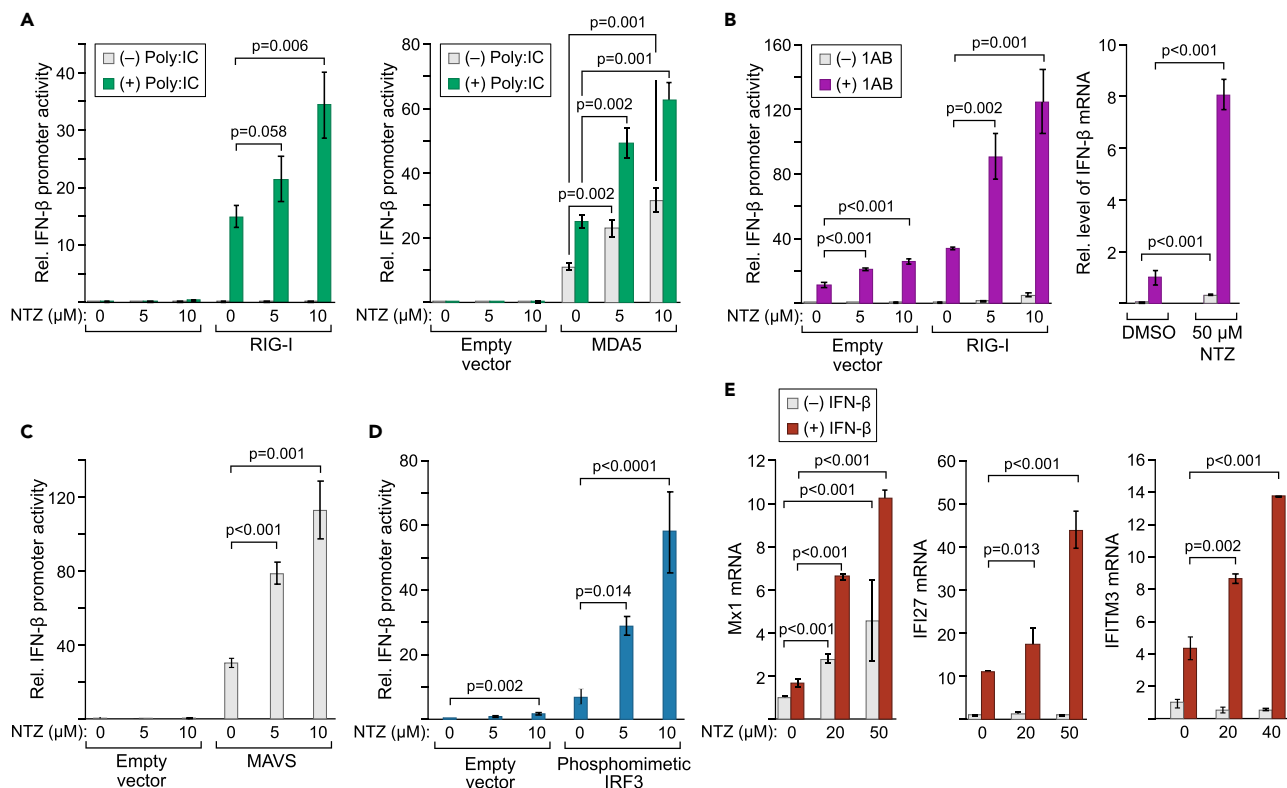 A
(–) Poly:IC
(+) Poly:IC
Rel. IFN-β promoter activity
40
35
30
20
10
p=0.006
p=0.058
NTZ (µM): 0 5 10 0 5 10
RIG-I
(–) Poly:IC
(+) Poly:IC
Rel. IFN-β promoter activity
80
60
40
20
10
p=0.001
p=0.001
p=0.002
p=0.002
NTZ (µM): 0 5 10 0 5 10
Empty vector
MDA5
B
(–) 1AB
(+) 1AB
Rel. IFN-β promoter activity
160
120
80
40
20
p=0.001
p=0.002
p<0.001
p<0.001
NTZ (µM): 0 5 10 0 5 10
Empty vector
RIG-I
Rel. level of IFN-β mRNA
10
8
6
4
2
0
p<0.001
p<0.001
DMSO
50 µM NTZ
C
Rel. IFN-β promoter activity
120
80
40
20
p=0.001
p<0.001
NTZ (µM): 0 5 10 0 5 10
Empty vector
MAVS
D
Rel. IFN-β promoter activity
80
60
40
20
0
p<0.0001
p=0.014
p=0.002
NTZ (µM): 0 5 10 0 5 10
Empty vector
Phosphomimetic IRF3
E
(–) IFN-β
(+) IFN-β
Mx1 mRNA
12
10
8
6
4
2
0
p<0.001
p<0.001
p<0.001
p<0.001
NTZ (µM): 0 20 50
IFI27 mRNA
60
50
40
20
10
0
p<0.001
p=0.013
0 20 50
IFITM3 mRNA
16
14
12
8
4
0
p<0.001
p=0.002
0 20 40